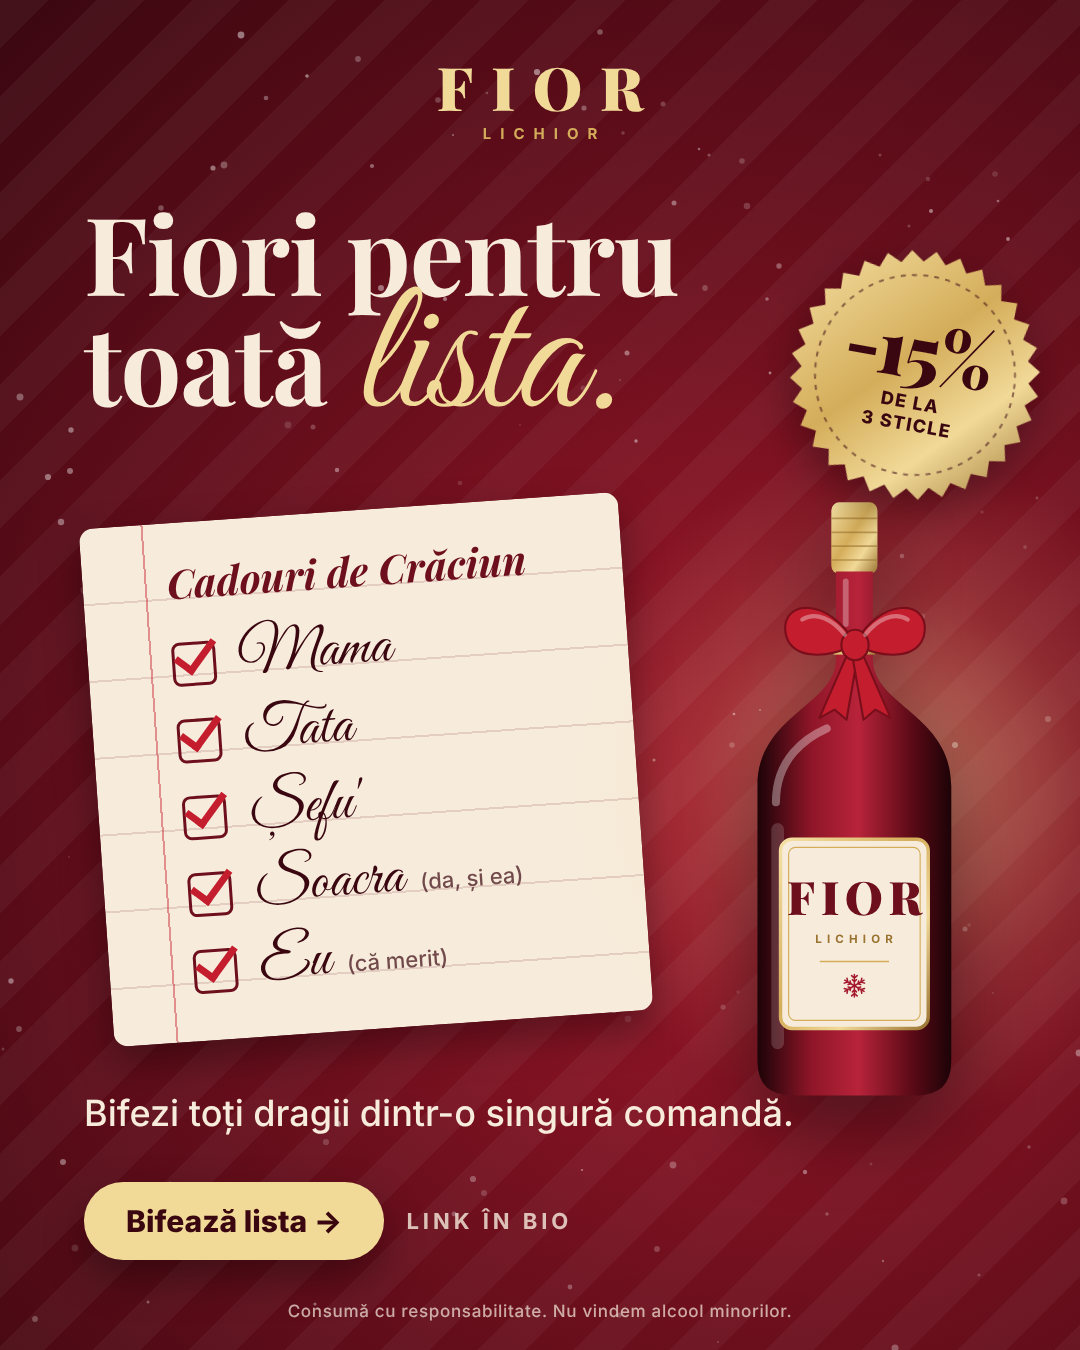 FIOR
LICHIOR
Fiori pentru
toată lista.
-15%
DE LA
3 STICLE
Cadouri de Crăciun
Mama
Tata
Șefu'
Soacra (da, și ea)
Eu (că merit)
FIOR
LICHIOR
Bifezi toți dragii dintr-o singură comandă.
Bifează lista →
LINK ÎN BIO
Consumă cu responsabilitate. Nu vindem alcool minorilor.